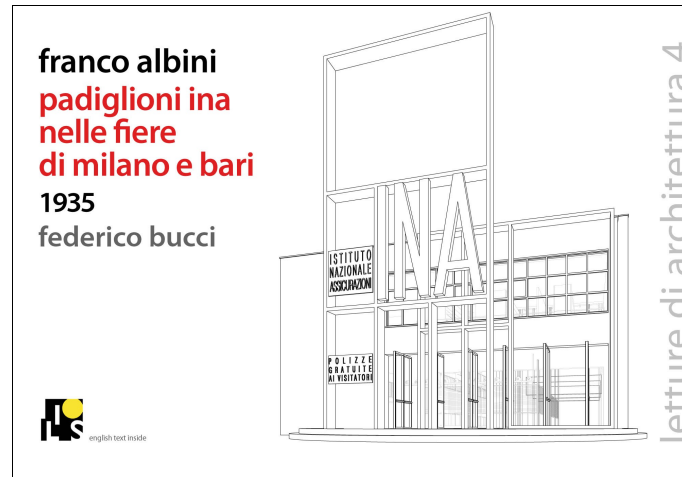 franco albini
padiglioni ina
nelle fiere
di milano e bari
1935
federico bucci
INA
ISTITUTO
NAZIONALE
ASSICURAZIONI
POLIZZE
GRATUITE
AI VISITATORI
ILS
english text inside
letture di architettura 4